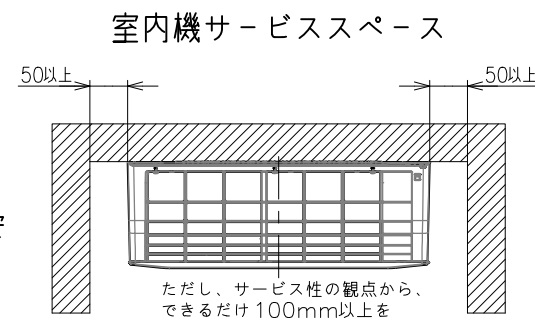 室内機サービススペース
50以上
50以上
ただし、サービス性の観点から、
できるだけ100mm以上を